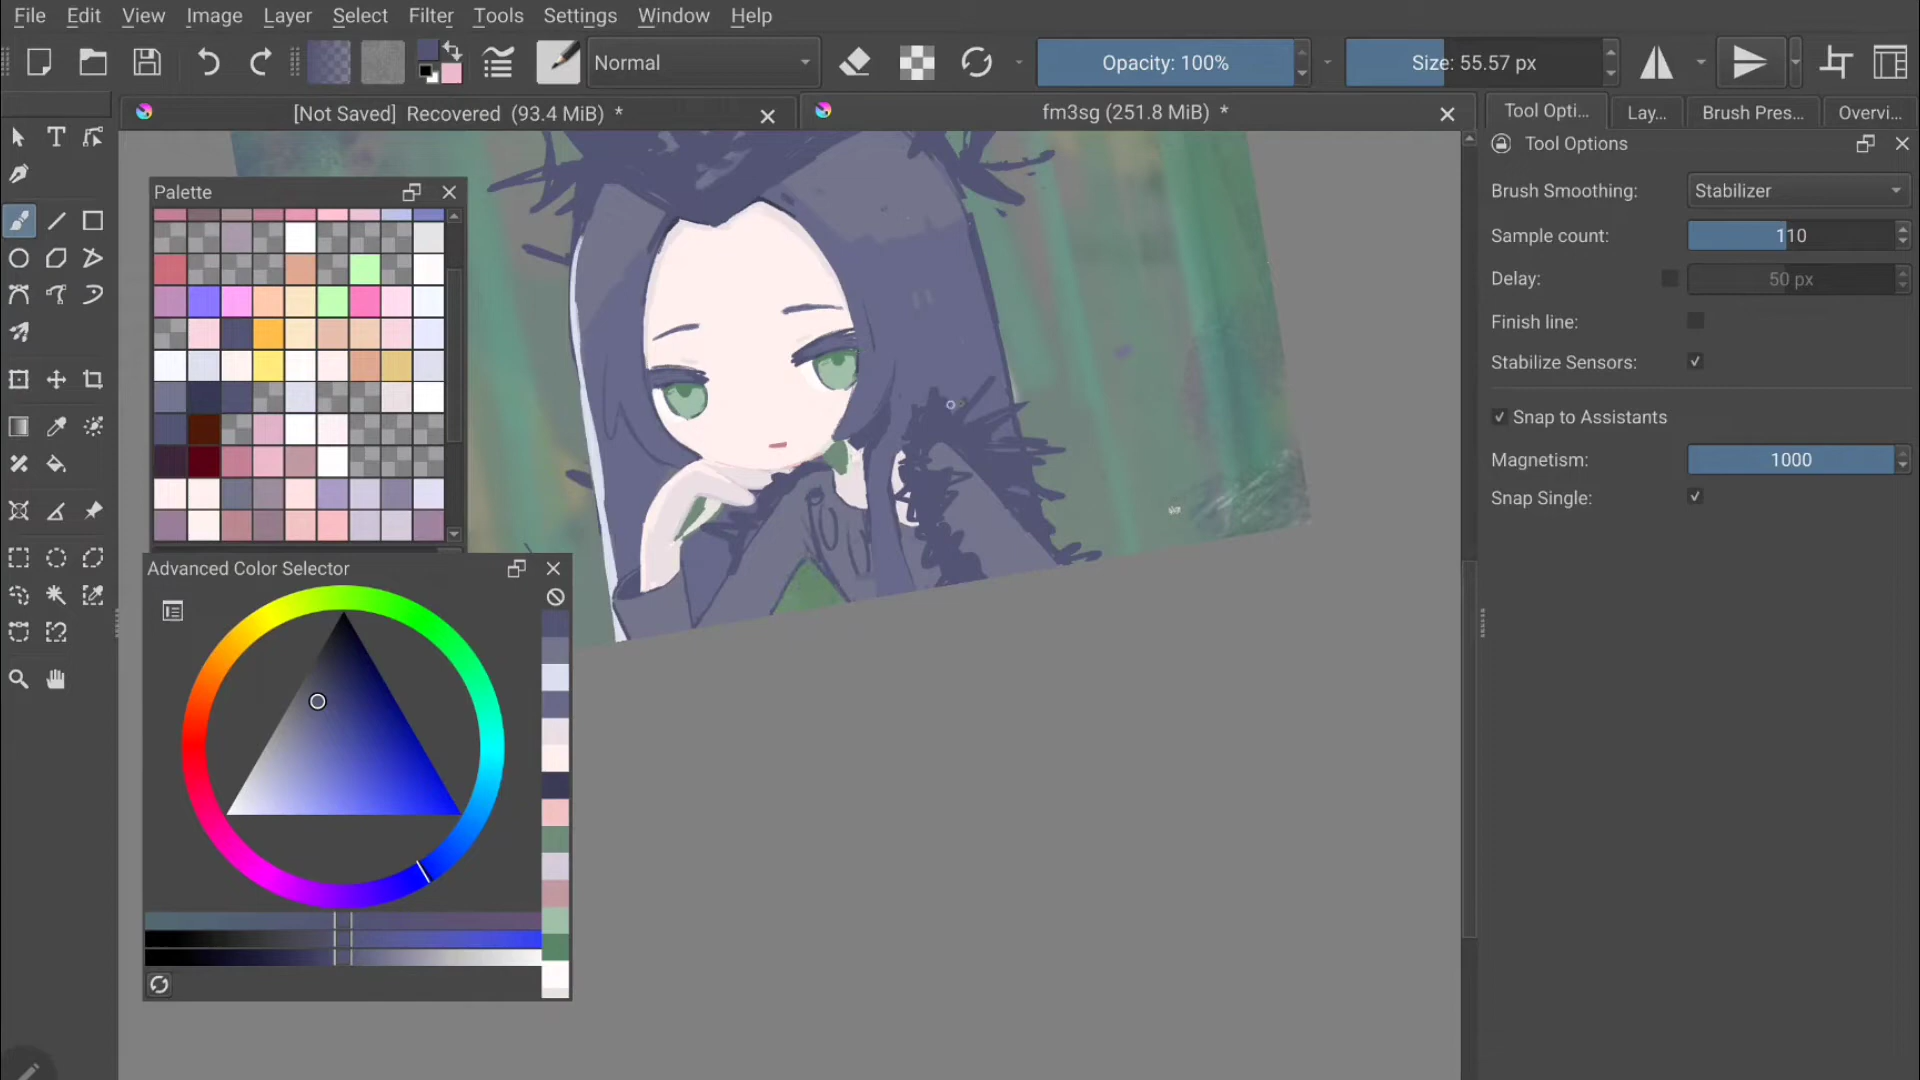 File Edit View Image Layer Select Filter Tools Settings Window Help
Normal
Opacity: 100%
Size: 55.57 px
[Not Saved] Recovered (93.4 MiB) *
fm3sg (251.8 MiB) *
Tool Opti... Lay... Brush Pres... Overvi...
Tool Options
Palette
Brush Smoothing: Stabilizer
Sample count: 110
Delay: 50 px
Finish line:
Stabilize Sensors:
Snap to Assistants
Magnetism: 1000
Snap Single:
Advanced Color Selector